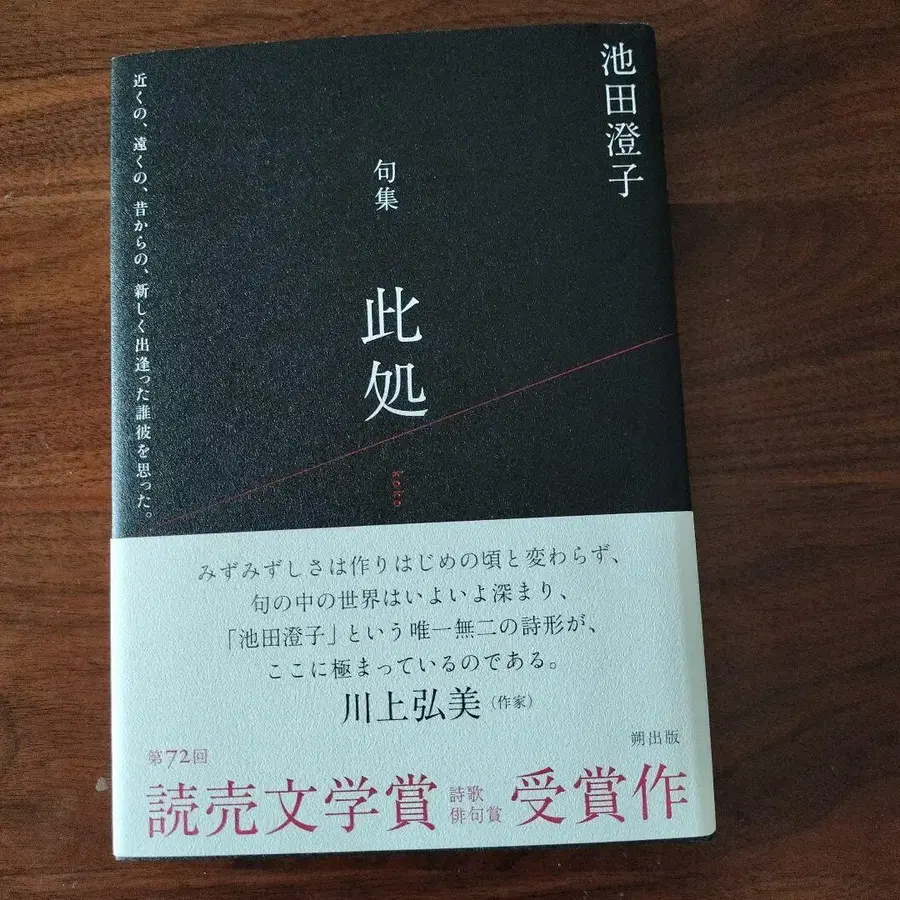 池田澄子
句集
此処
koko
近くの、遠くの、昔からの、新しく出逢った誰彼を思った。
みずみずしさは作りはじめの頃と変わらず、
句の中の世界はいよいよ深まり、
「池田澄子」という唯一無二の詩形が、
ここに極まっているのである。
川上弘美（作家）
朔出版
第72回
読売文学賞 詩歌俳句賞 受賞作